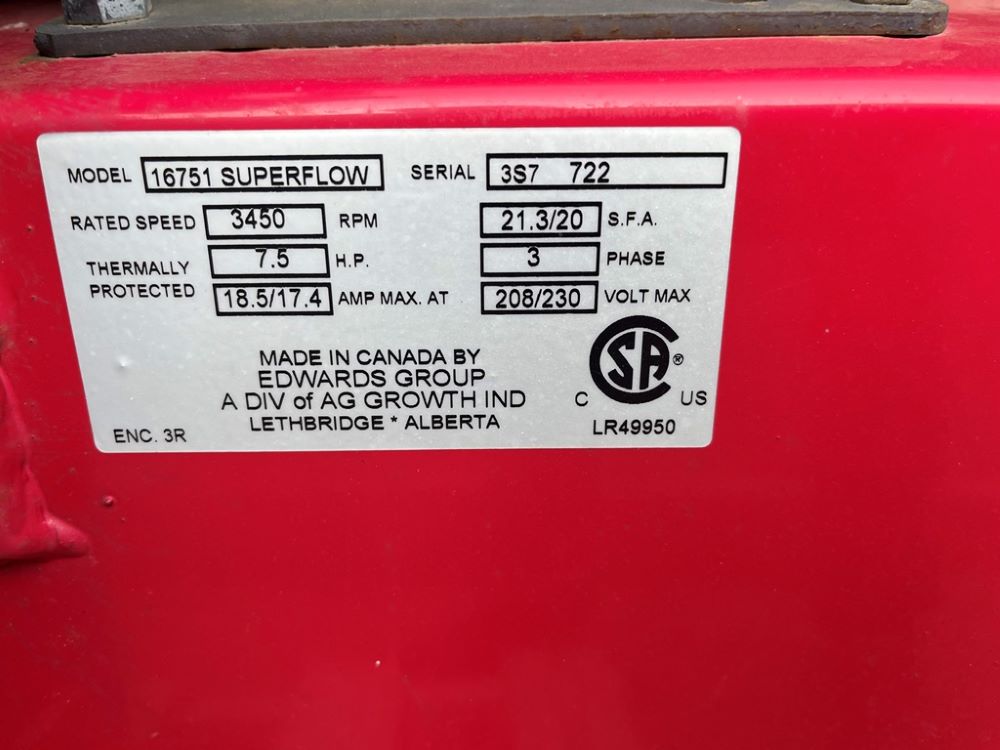 MODEL 16751 SUPERFLOW SERIAL 3S7 722
RATED SPEED 3450 RPM 21.3/20 S.F.A.
THERMALLY PROTECTED 7.5 H.P. 3 PHASE
18.5/17.4 AMP MAX. AT 208/230 VOLT MAX
MADE IN CANADA BY
EDWARDS GROUP
A DIV of AG GROWTH IND
LETHBRIDGE * ALBERTA
ENC. 3R
SA ®
C US
LR49950